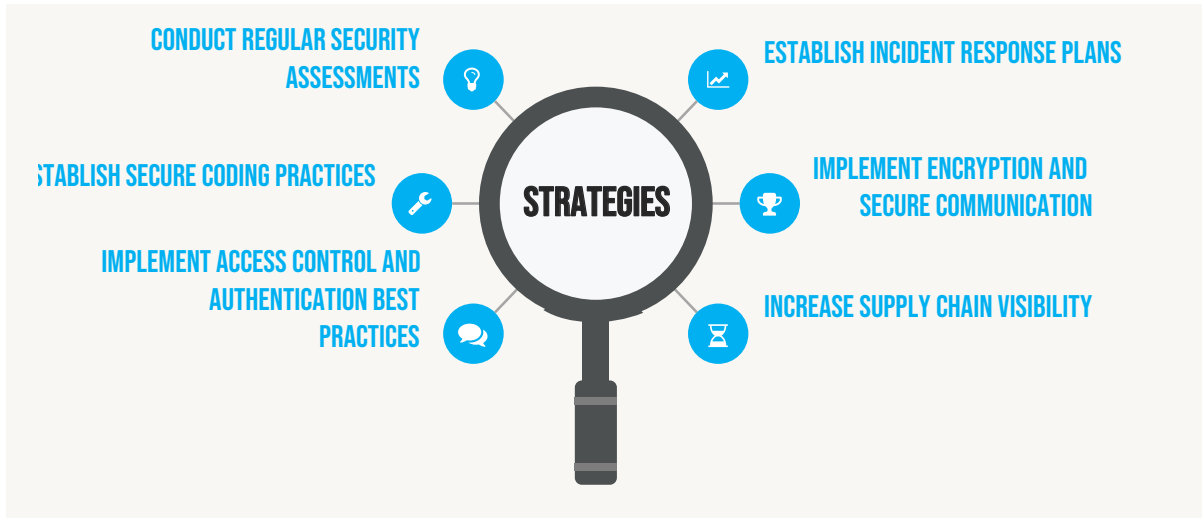 CONDUCT REGULAR SECURITY
ASSESSMENTS
STABLISH SECURE CODING PRACTICES
IMPLEMENT ACCESS CONTROL AND
AUTHENTICATION BEST
PRACTICES
STRATEGIES
ESTABLISH INCIDENT RESPONSE PLANS
IMPLEMENT ENCRYPTION AND
SECURE COMMUNICATION
INCREASE SUPPLY CHAIN VISIBILITY